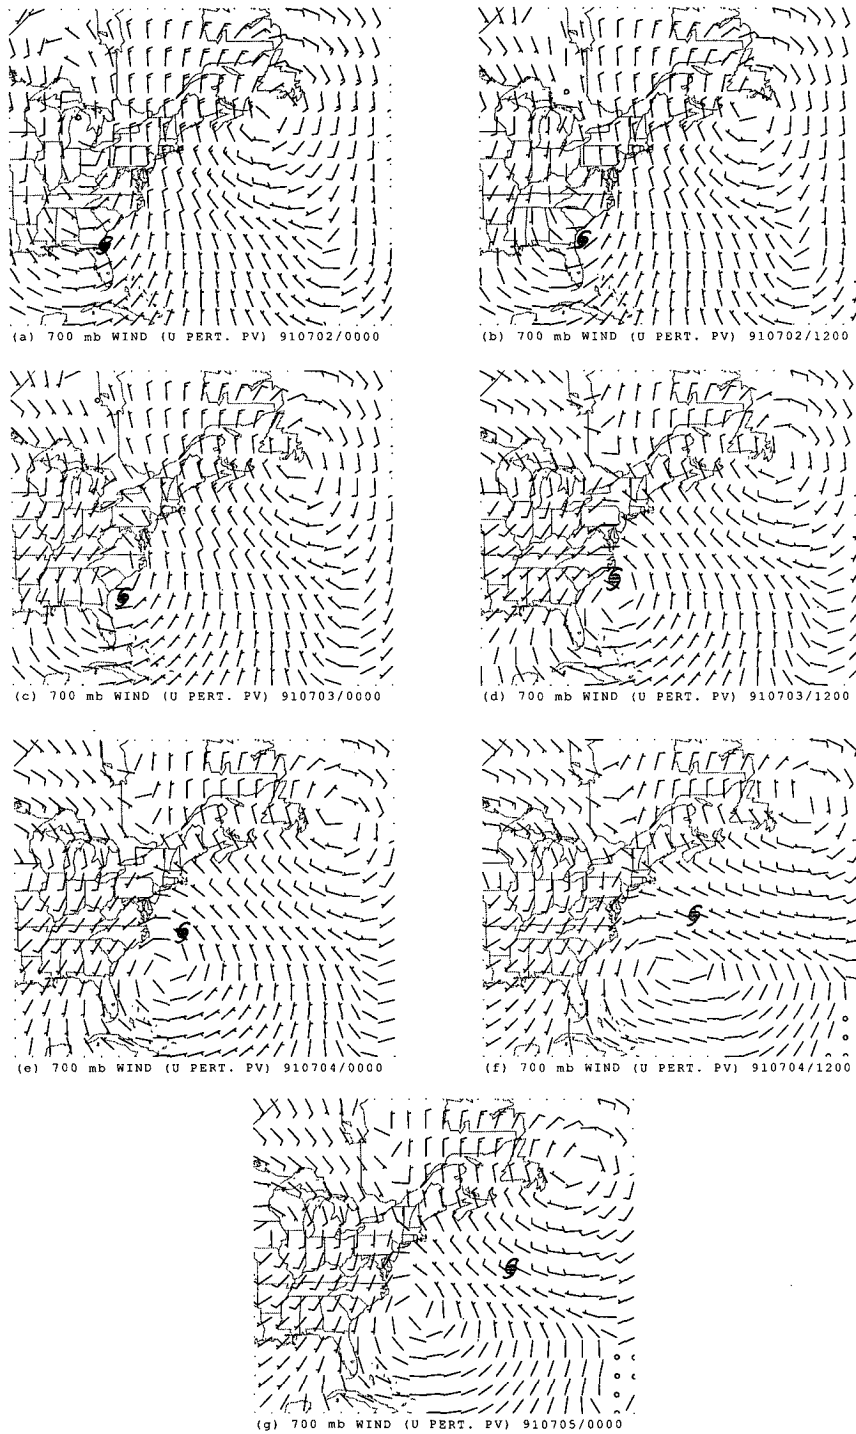 (a) 700 mb WIND (U PERT. PV) 910702/0000
(b) 700 mb WIND (U PERT. PV) 910702/1200
(c) 700 mb WIND (U PERT. PV) 910703/0000
(d) 700 mb WIND (U PERT. PV) 910703/1200
(e) 700 mb WIND (U PERT. PV) 910704/0000
(f) 700 mb WIND (U PERT. PV) 910704/1200
(g) 700 mb WIND (U PERT. PV) 910705/0000